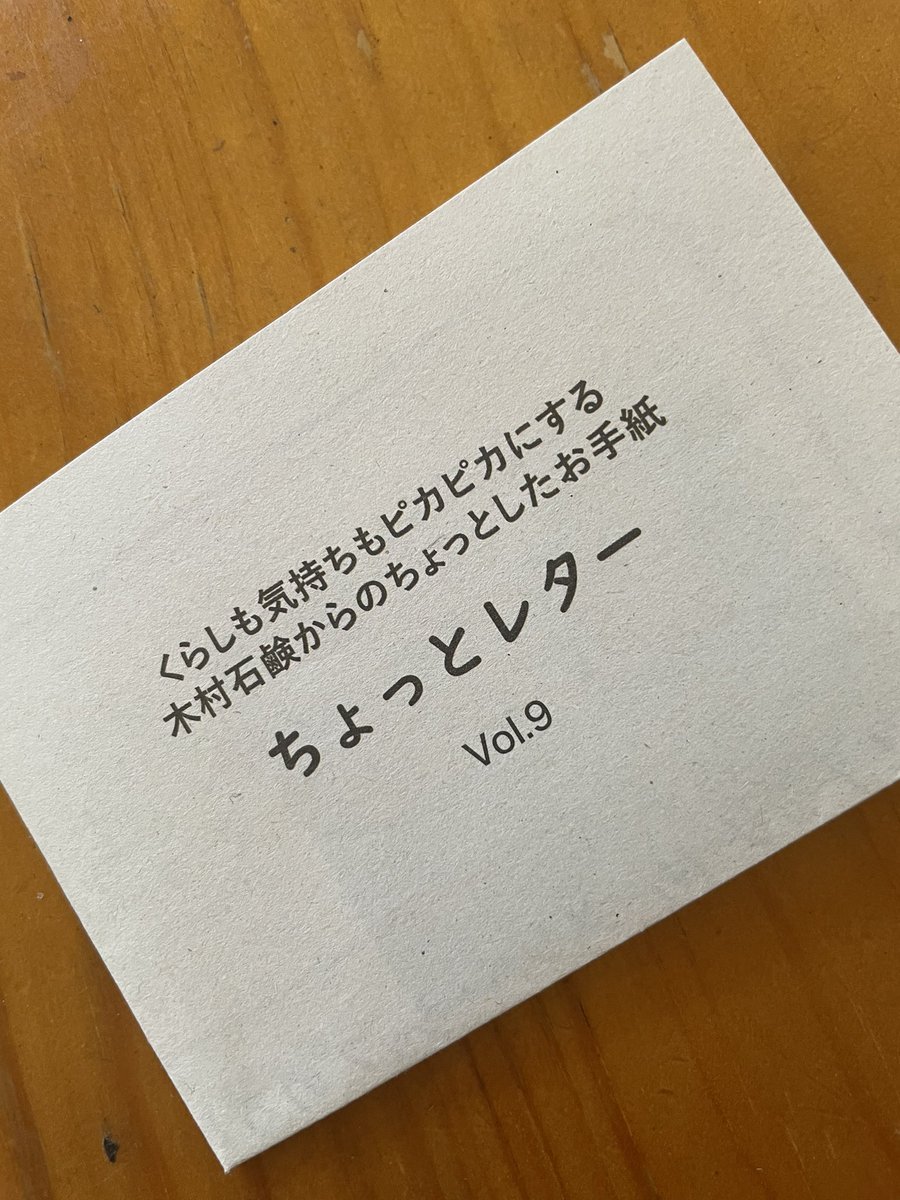 くらしも気持ちもピカピカにする
木村石鹸からのちょっとしたお手紙
ちょっとレター
Vol.9